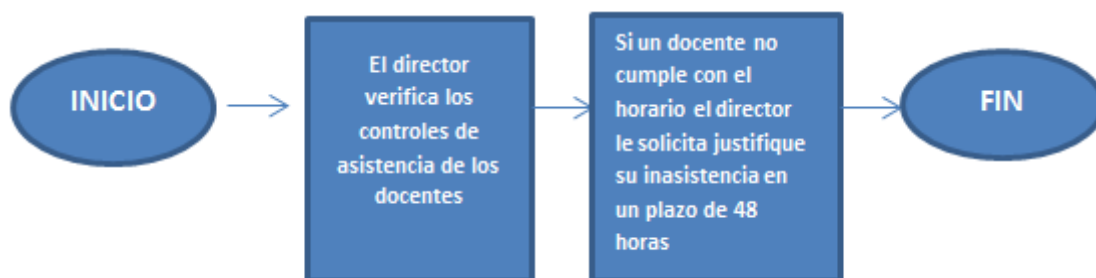 INICIO
El director
verifica los
controles de
asistencia de los
docentes
Si un docente no
cumple con el
horario el director
le solicita justifique
su inasistencia en
un plazo de 48
horas
FIN